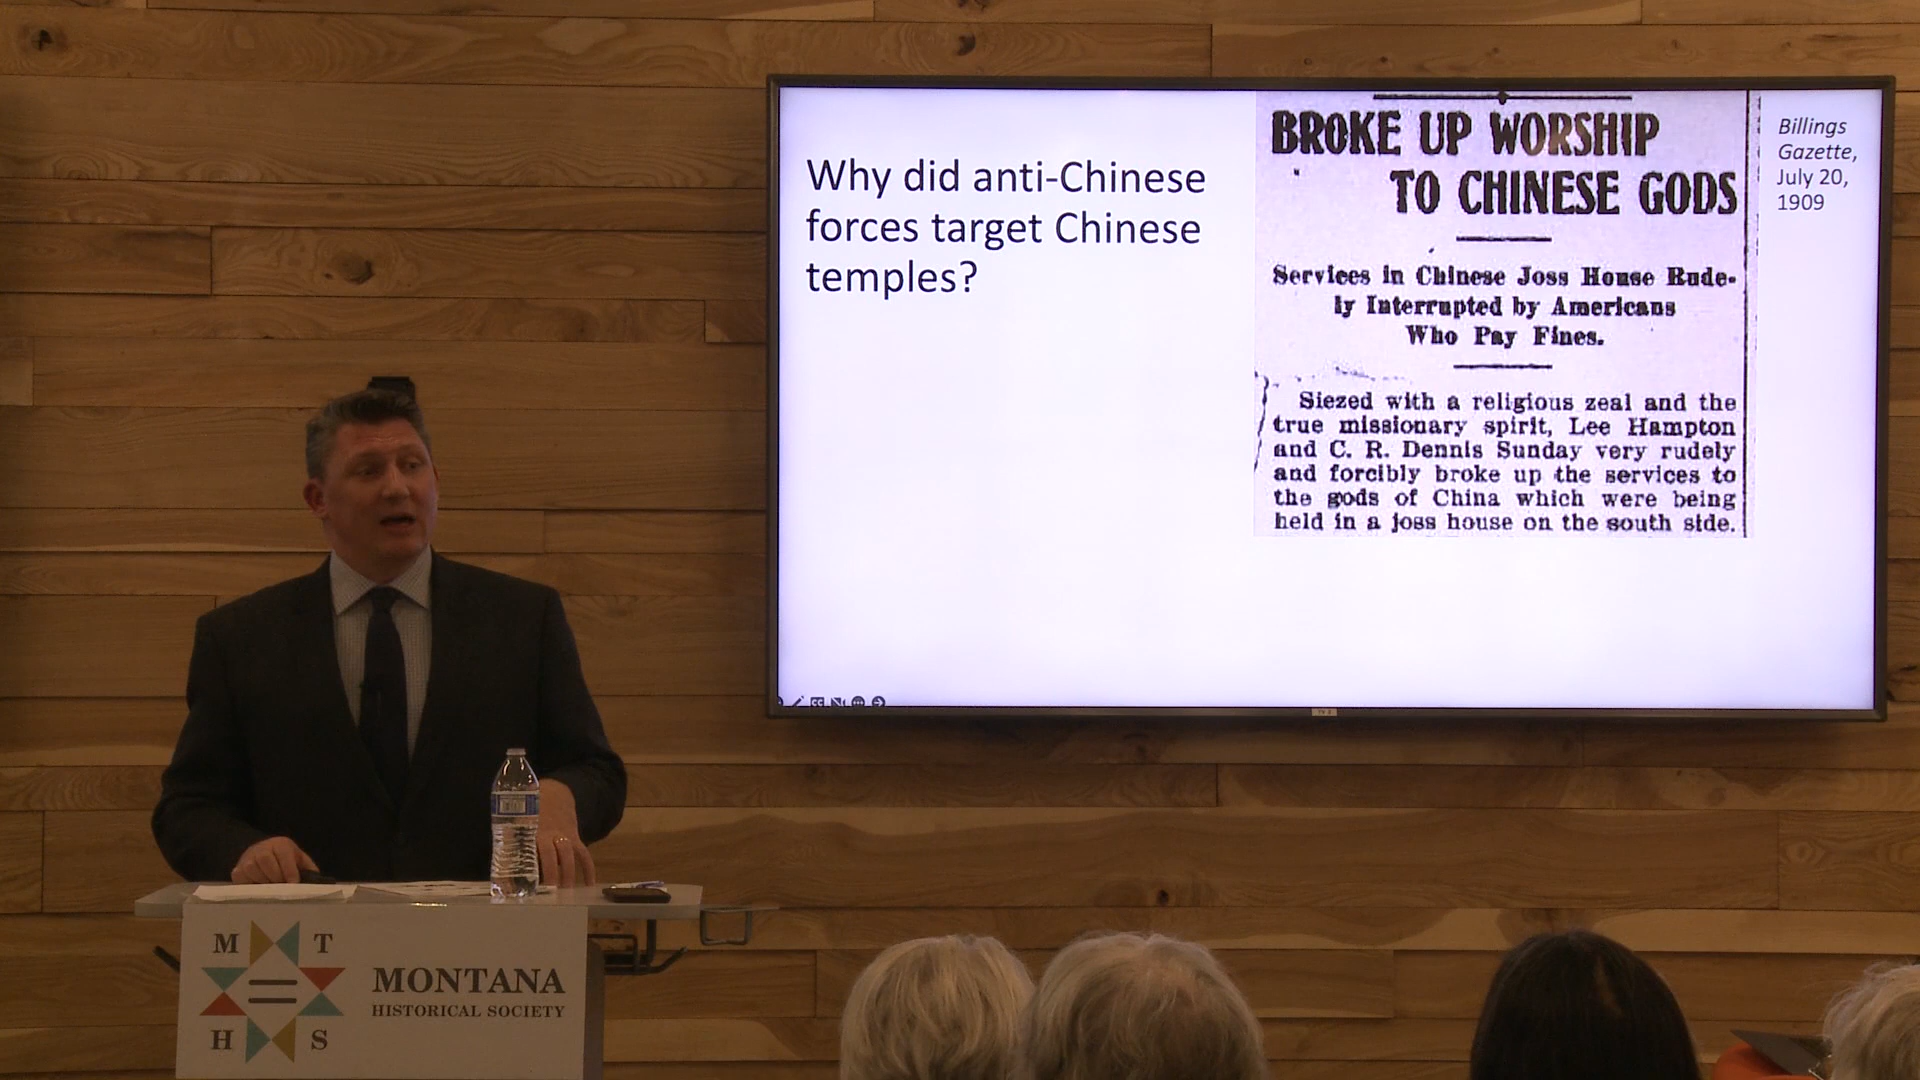 Why did anti-Chinese
forces target Chinese
temples?
BROKE UP WORSHIP
TO CHINESE GODS
Services in Chinese Joss House Rude-
ly Interrupted by Americans
Who Pay Fines.
Siezed with a religious zeal and the
true missionary spirit, Lee Hampton
and C. R. Dennis Sunday very rudely
and forcibly broke up the services to
the gods of China which were being
held in a joss house on the south side.
Billings
Gazette,
July 20,
1909
M T
H S
MONTANA
HISTORICAL SOCIETY